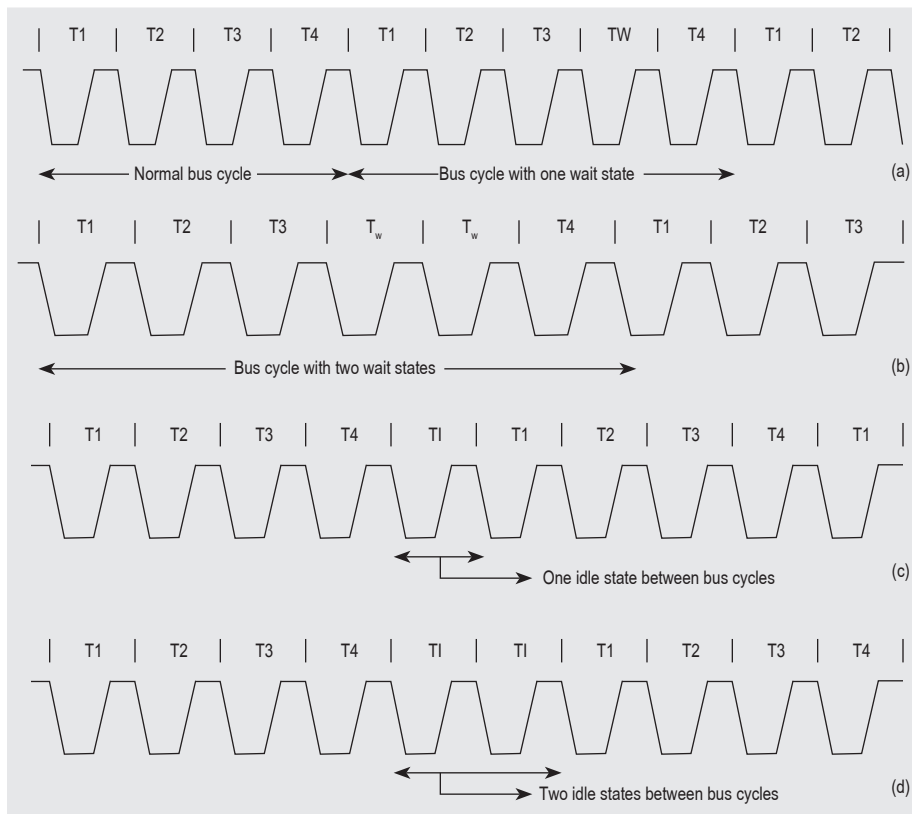 T1 T2 T3 T4 T1 T2 T3 TW T4 T1 T2
Normal bus cycle Bus cycle with one wait state (a)
T1 T2 T3 Tw Tw T4 T1 T2 T3
Bus cycle with two wait states (b)
T1 T2 T3 T4 TI T1 T2 T3 T4 T1
One idle state between bus cycles (c)
T1 T2 T3 T4 TI TI T1 T2 T3 T4
Two idle states between bus cycles (d)